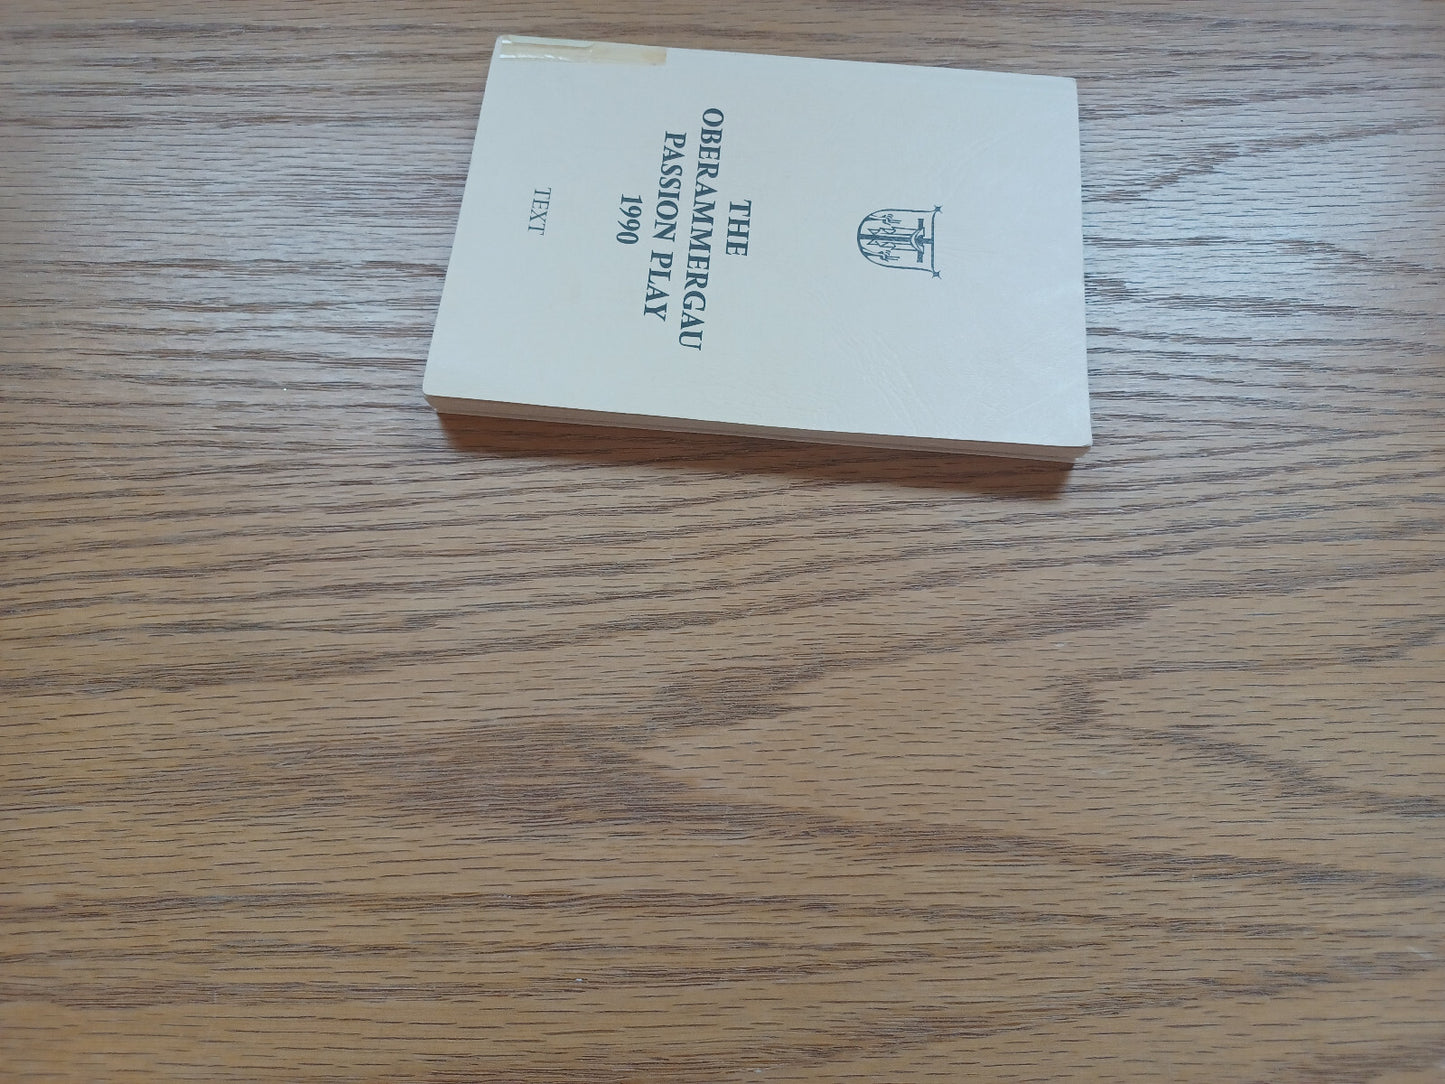 THE
OBERAMMERGAU
PASSION PLAY
1990
TEXT